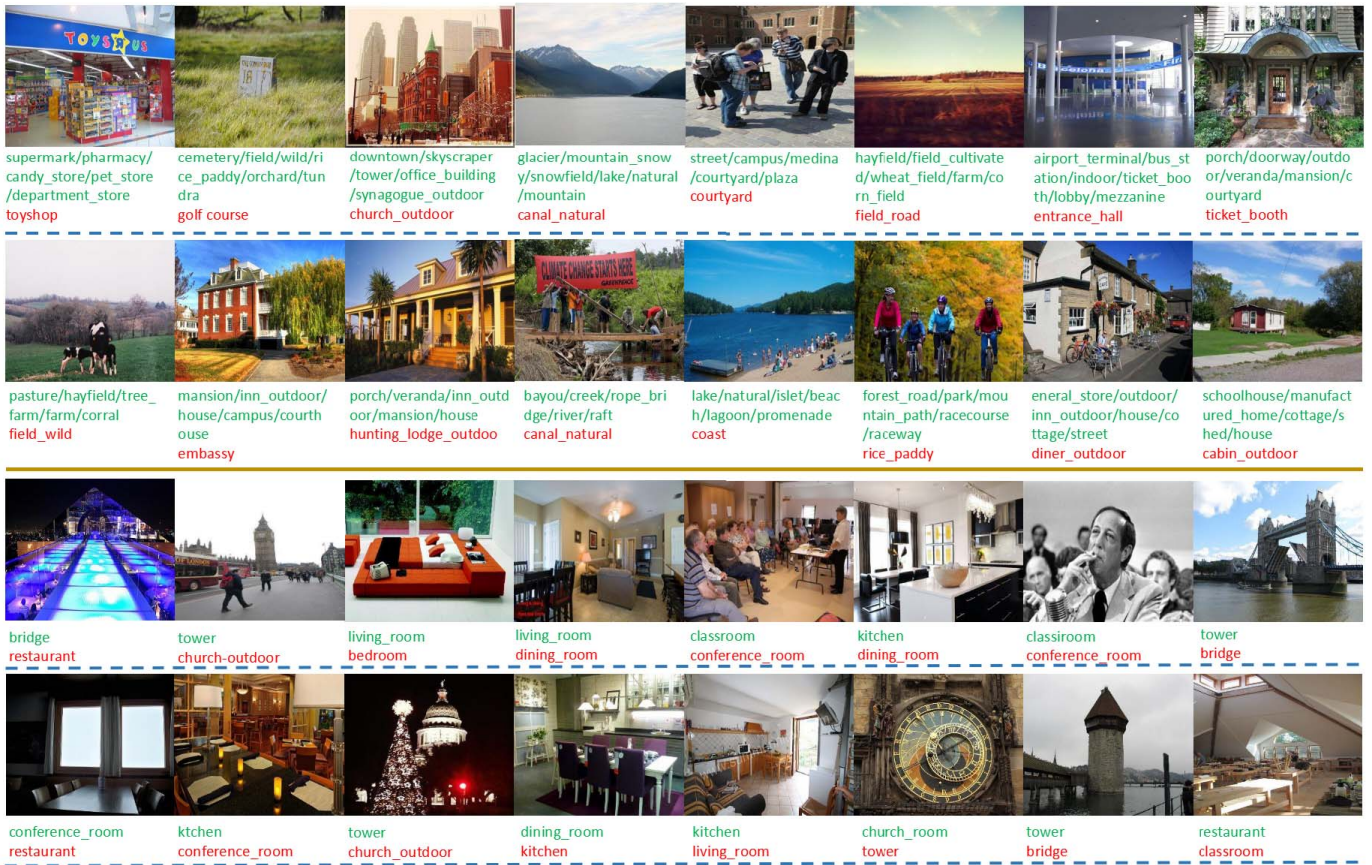 TOYS R US
supermark/pharmacy/
candy_store/pet_store
/department_store
toyshop
cemetery/field/wild/ri
ce_paddy/orchard/tun
dra
golf course
downtown/skyscraper
/tower/office_building
/synagogue_outdoor
church_outdoor
glacier/mountain_snow
y/snowfield/lake/natural
/mountain
canal_natural
street/campus/medina
/courtyard/plaza
courtyard
hayfield/field_cultivate
d/wheat_field/farm/co
rn_field
field_road
airport_terminal/bus_st
ation/indoor/ticket_boo
th/lobby/mezzanine
entrance_hall
porch/doorway/outdo
or/veranda/mansion/c
ourtyard
ticket_booth
CLIMATE CHANGE STARTS HERE
GREENPEACE
pasture/hayfield/tree_
farm/farm/corral
field_wild
mansion/inn_outdoor/
house/campus/courth
ouse
embassy
porch/veranda/inn_outd
oor/mansion/house
hunting_lodge_outdoo
bayou/creek/rope_bri
dge/river/raft
canal_natural
lake/natural/islet/beac
h/lagoon/promenade
coast
forest_road/park/mou
ntain_path/racecourse
/raceway
rice_paddy
eneral_store/outdoor/
inn_outdoor/house/co
ttage/street
diner_outdoor
schoolhouse/manufact
ured_home/cottage/s
hed/house
cabin_outdoor
bridge
restaurant
tower
church-outdoor
living_room
bedroom
living_room
dining_room
classroom
conference_room
kitchen
dining_room
classiroom
conference_room
tower
bridge
conference_room
restaurant
ktchen
conference_room
tower
church_outdoor
dining_room
kitchen
kitchen
living_room
church_room
tower
tower
bridge
restaurant
classroom